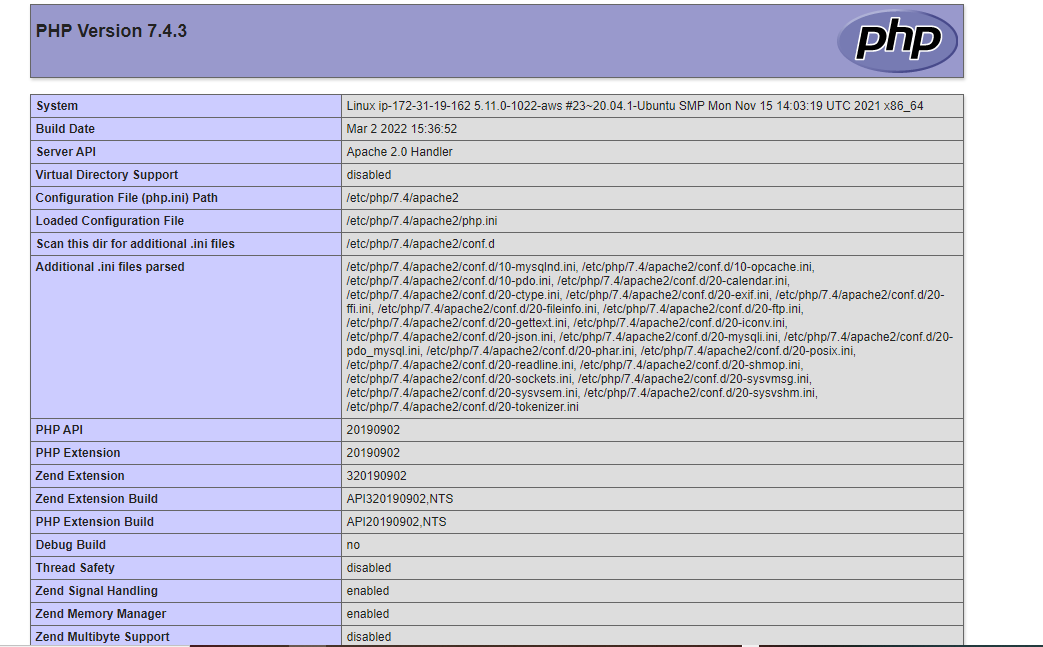 PHP Version 7.4.3
php
System Linux ip-172-31-19-162 5.11.0-1022-aws #23~20.04.1-Ubuntu SMP Mon Nov 15 14:03:19 UTC 2021 x86_64
Build Date Mar 2 2022 15:36:52
Server API Apache 2.0 Handler
Virtual Directory Support disabled
Configuration File (php.ini) Path /etc/php/7.4/apache2
Loaded Configuration File /etc/php/7.4/apache2/php.ini
Scan this dir for additional .ini files /etc/php/7.4/apache2/conf.d
Additional .ini files parsed /etc/php/7.4/apache2/conf.d/10-mysqlnd.ini, /etc/php/7.4/apache2/conf.d/10-opcache.ini,
/etc/php/7.4/apache2/conf.d/10-pdo.ini, /etc/php/7.4/apache2/conf.d/20-calendar.ini,
/etc/php/7.4/apache2/conf.d/20-ctype.ini, /etc/php/7.4/apache2/conf.d/20-exif.ini, /etc/php/7.4/apache2/conf.d/20-
ffi.ini, /etc/php/7.4/apache2/conf.d/20-fileinfo.ini, /etc/php/7.4/apache2/conf.d/20-ftp.ini,
/etc/php/7.4/apache2/conf.d/20-gettext.ini, /etc/php/7.4/apache2/conf.d/20-iconv.ini,
/etc/php/7.4/apache2/conf.d/20-json.ini, /etc/php/7.4/apache2/conf.d/20-mysqli.ini, /etc/php/7.4/apache2/conf.d/20-
pdo_mysql.ini, /etc/php/7.4/apache2/conf.d/20-phar.ini, /etc/php/7.4/apache2/conf.d/20-posix.ini,
/etc/php/7.4/apache2/conf.d/20-readline.ini, /etc/php/7.4/apache2/conf.d/20-shmop.ini,
/etc/php/7.4/apache2/conf.d/20-sockets.ini, /etc/php/7.4/apache2/conf.d/20-sysvmsg.ini,
/etc/php/7.4/apache2/conf.d/20-sysvsem.ini, /etc/php/7.4/apache2/conf.d/20-sysvshm.ini,
/etc/php/7.4/apache2/conf.d/20-tokenizer.ini
PHP API 20190902
PHP Extension 20190902
Zend Extension 320190902
Zend Extension Build API320190902,NTS
PHP Extension Build API20190902,NTS
Debug Build no
Thread Safety disabled
Zend Signal Handling enabled
Zend Memory Manager enabled
Zend Multibyte Support disabled